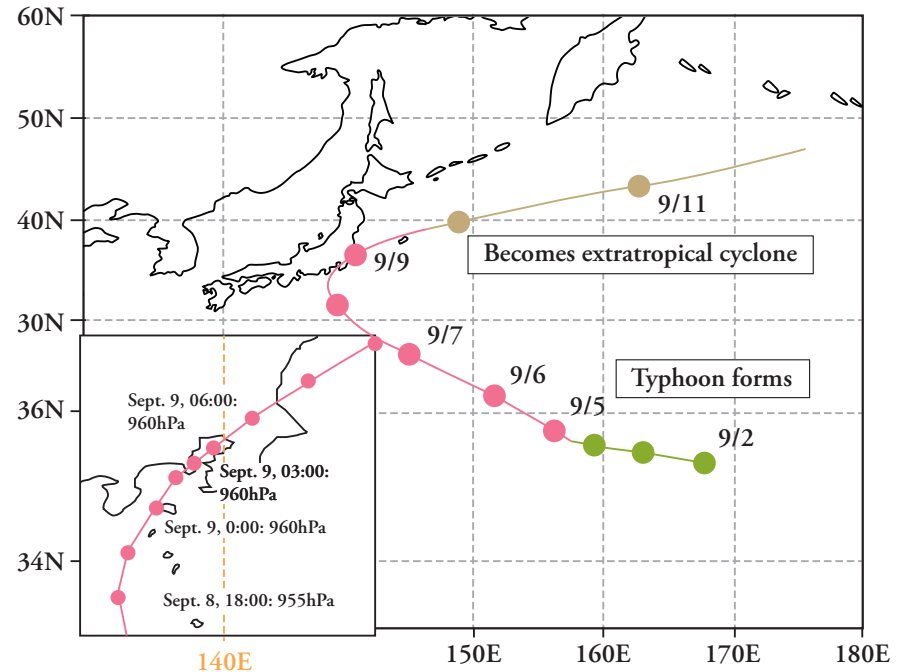 60N
50N
40N
30N
36N
34N
9/11
Becomes extratropical cyclone
9/9
9/7
9/6
Typhoon forms
9/5
9/2
Sept. 9, 06:00:
960hPa
Sept. 9, 03:00:
960hPa
Sept. 9, 0:00: 960hPa
Sept. 8, 18:00: 955hPa
140E
150E
160E
170E
180E